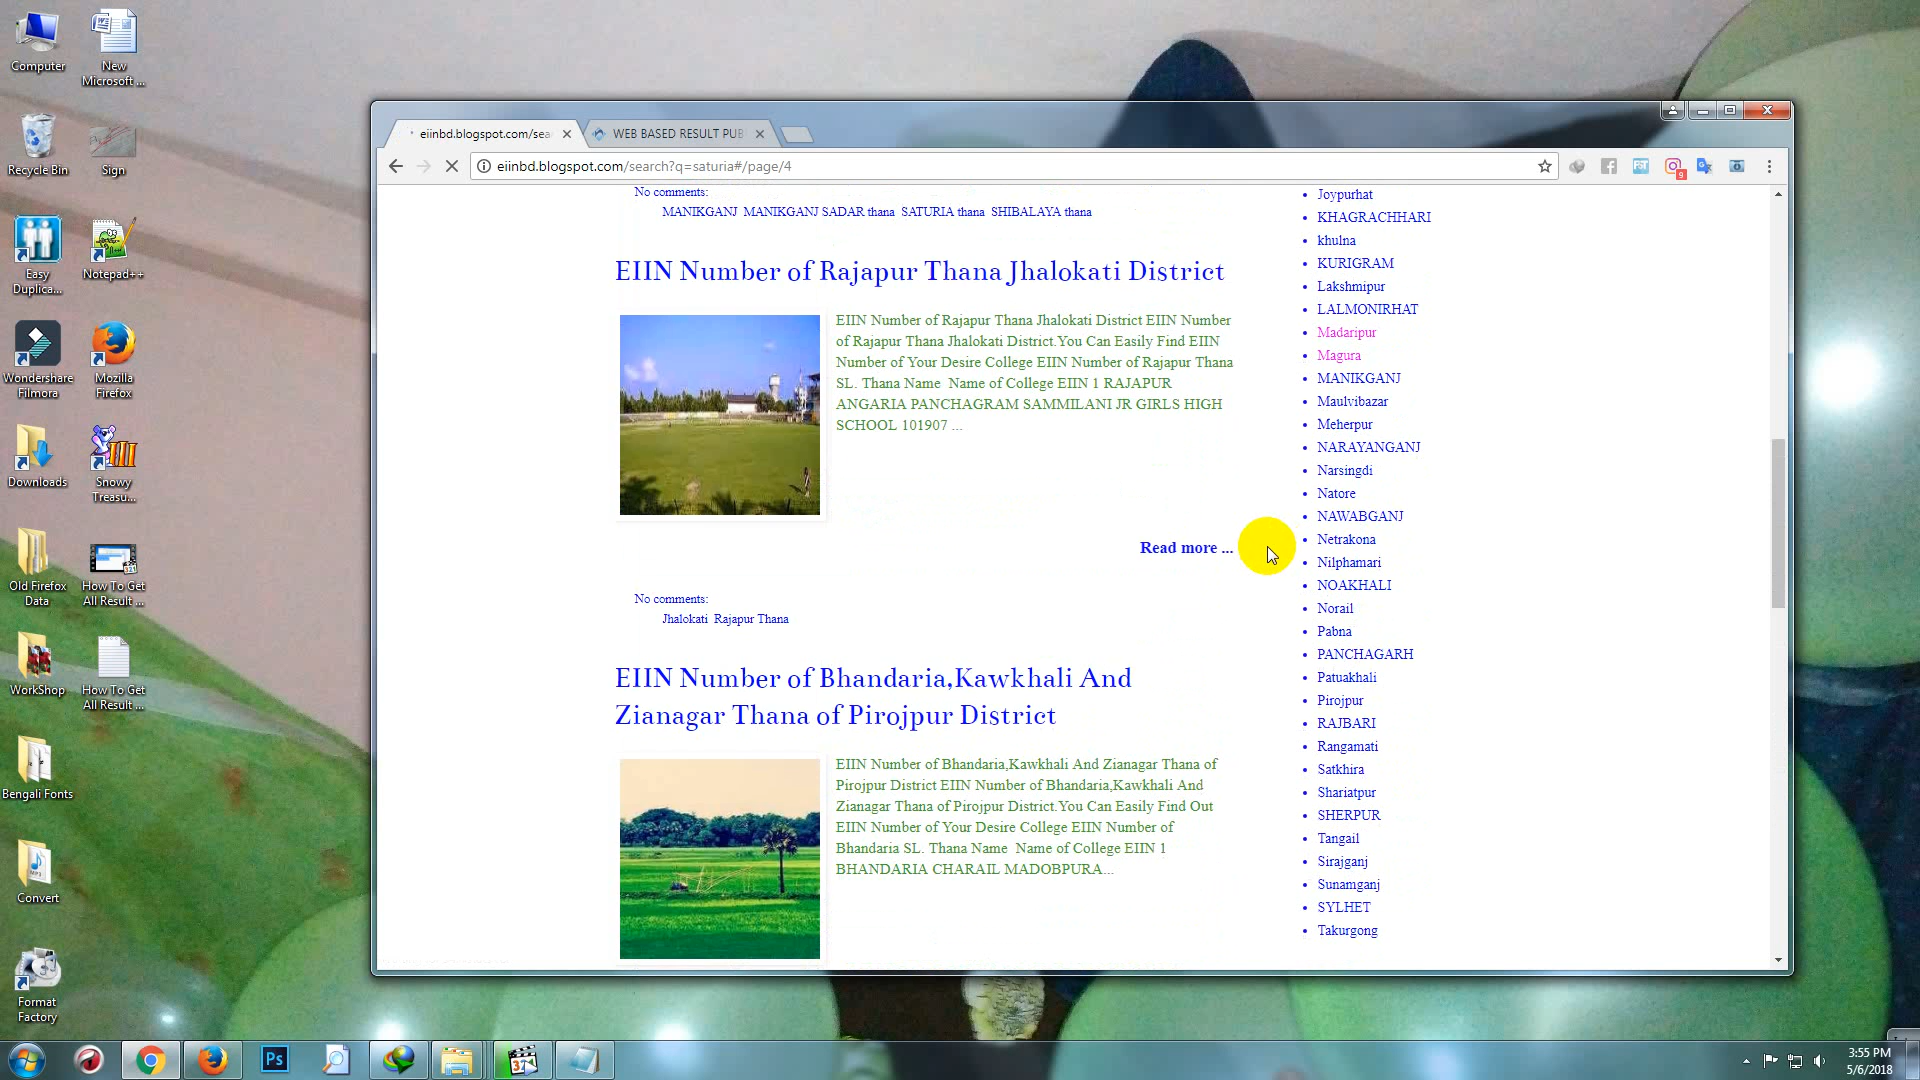 Computer
New
Microsoft ...
Recycle Bin
Sign
Easy
Duplica...
Notepad++
Wondershare
Filmora
Mozilla
Firefox
Downloads
Snowy
Treasu...
Old Firefox
Data
How To Get
All Result ...
WorkShop
How To Get
All Result ...
Bengali Fonts
Convert
Format
Factory
eiinbd.blogspot.com/sea
WEB BASED RESULT PUB
eiinbd.blogspot.com/search?q=saturia#/page/4
9
No comments:
MANIKGANJ MANIKGANJ SADAR thana SATURIA thana SHIBALAYA thana
EIIN Number of Rajapur Thana Jhalokati District
EIIN Number of Rajapur Thana Jhalokati District EIIN Number
of Rajapur Thana Jhalokati District.You Can Easily Find EIIN
Number of Your Desire College EIIN Number of Rajapur Thana
SL. Thana Name  Name of College EIIN 1 RAJAPUR
ANGARIA PANCHAGRAM SAMMILANI JR GIRLS HIGH
SCHOOL 101907 ...
Read more ...
No comments:
Jhalokati Rajapur Thana
EIIN Number of Bhandaria,Kawkhali And
Zianagar Thana of Pirojpur District
EIIN Number of Bhandaria,Kawkhali And Zianagar Thana of
Pirojpur District EIIN Number of Bhandaria,Kawkhali And
Zianagar Thana of Pirojpur District.You Can Easily Find Out
EIIN Number of Your Desire College EIIN Number of
Bhandaria SL. Thana Name  Name of College EIIN 1
BHANDARIA CHARAIL MADOBPURA...
Joypurhat
KHAGRACHHARI
khulna
KURIGRAM
Lakshmipur
LALMONIRHAT
Madaripur
Magura
MANIKGANJ
Maulvibazar
Meherpur
NARAYANGANJ
Narsingdi
Natore
NAWABGANJ
Netrakona
Nilphamari
NOAKHALI
Norail
Pabna
PANCHAGARH
Patuakhali
Pirojpur
RAJBARI
Rangamati
Satkhira
Shariatpur
SHERPUR
Tangail
Sirajganj
Sunamganj
SYLHET
Takurgong
Ps
3:55 PM
5/6/2018